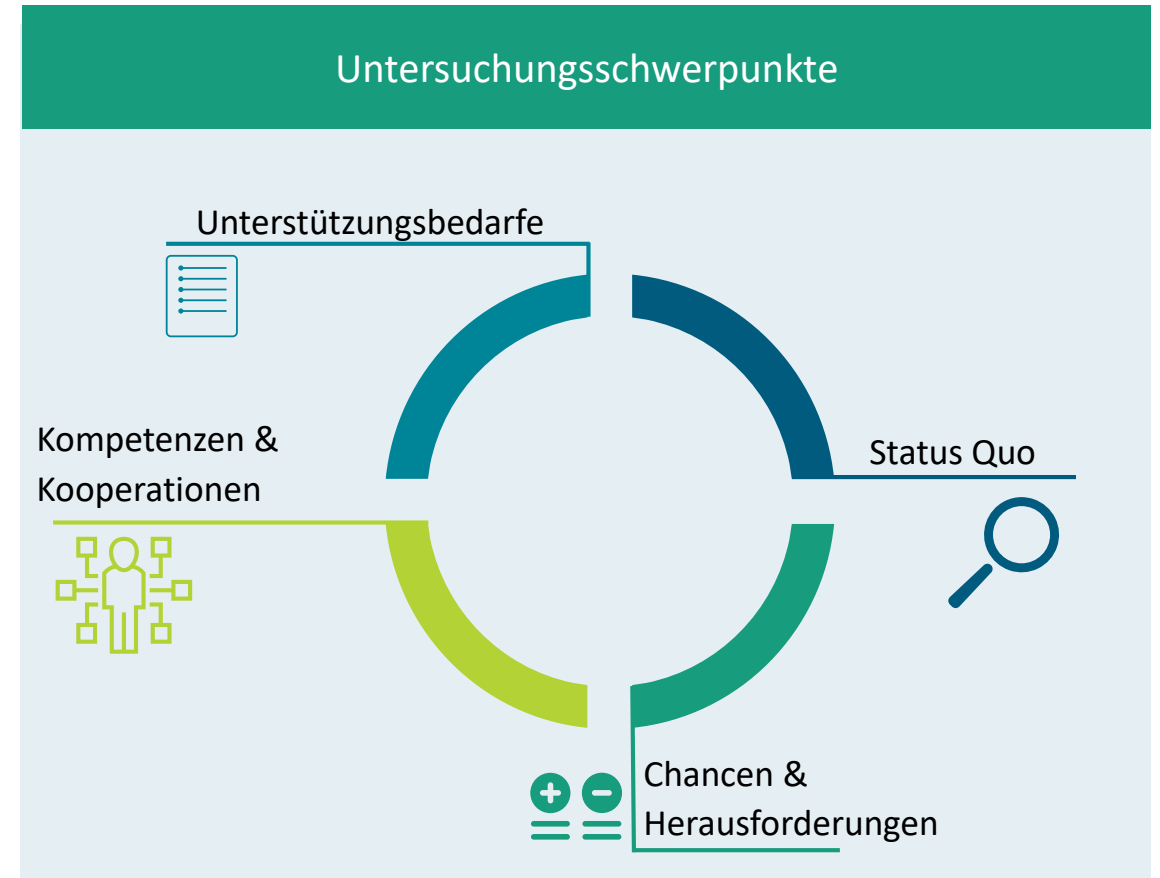 Untersuchungsschwerpunkte
Unterstützungsbedarfe
Kompetenzen &
Kooperationen
Status Quo
Chancen &
Herausforderungen